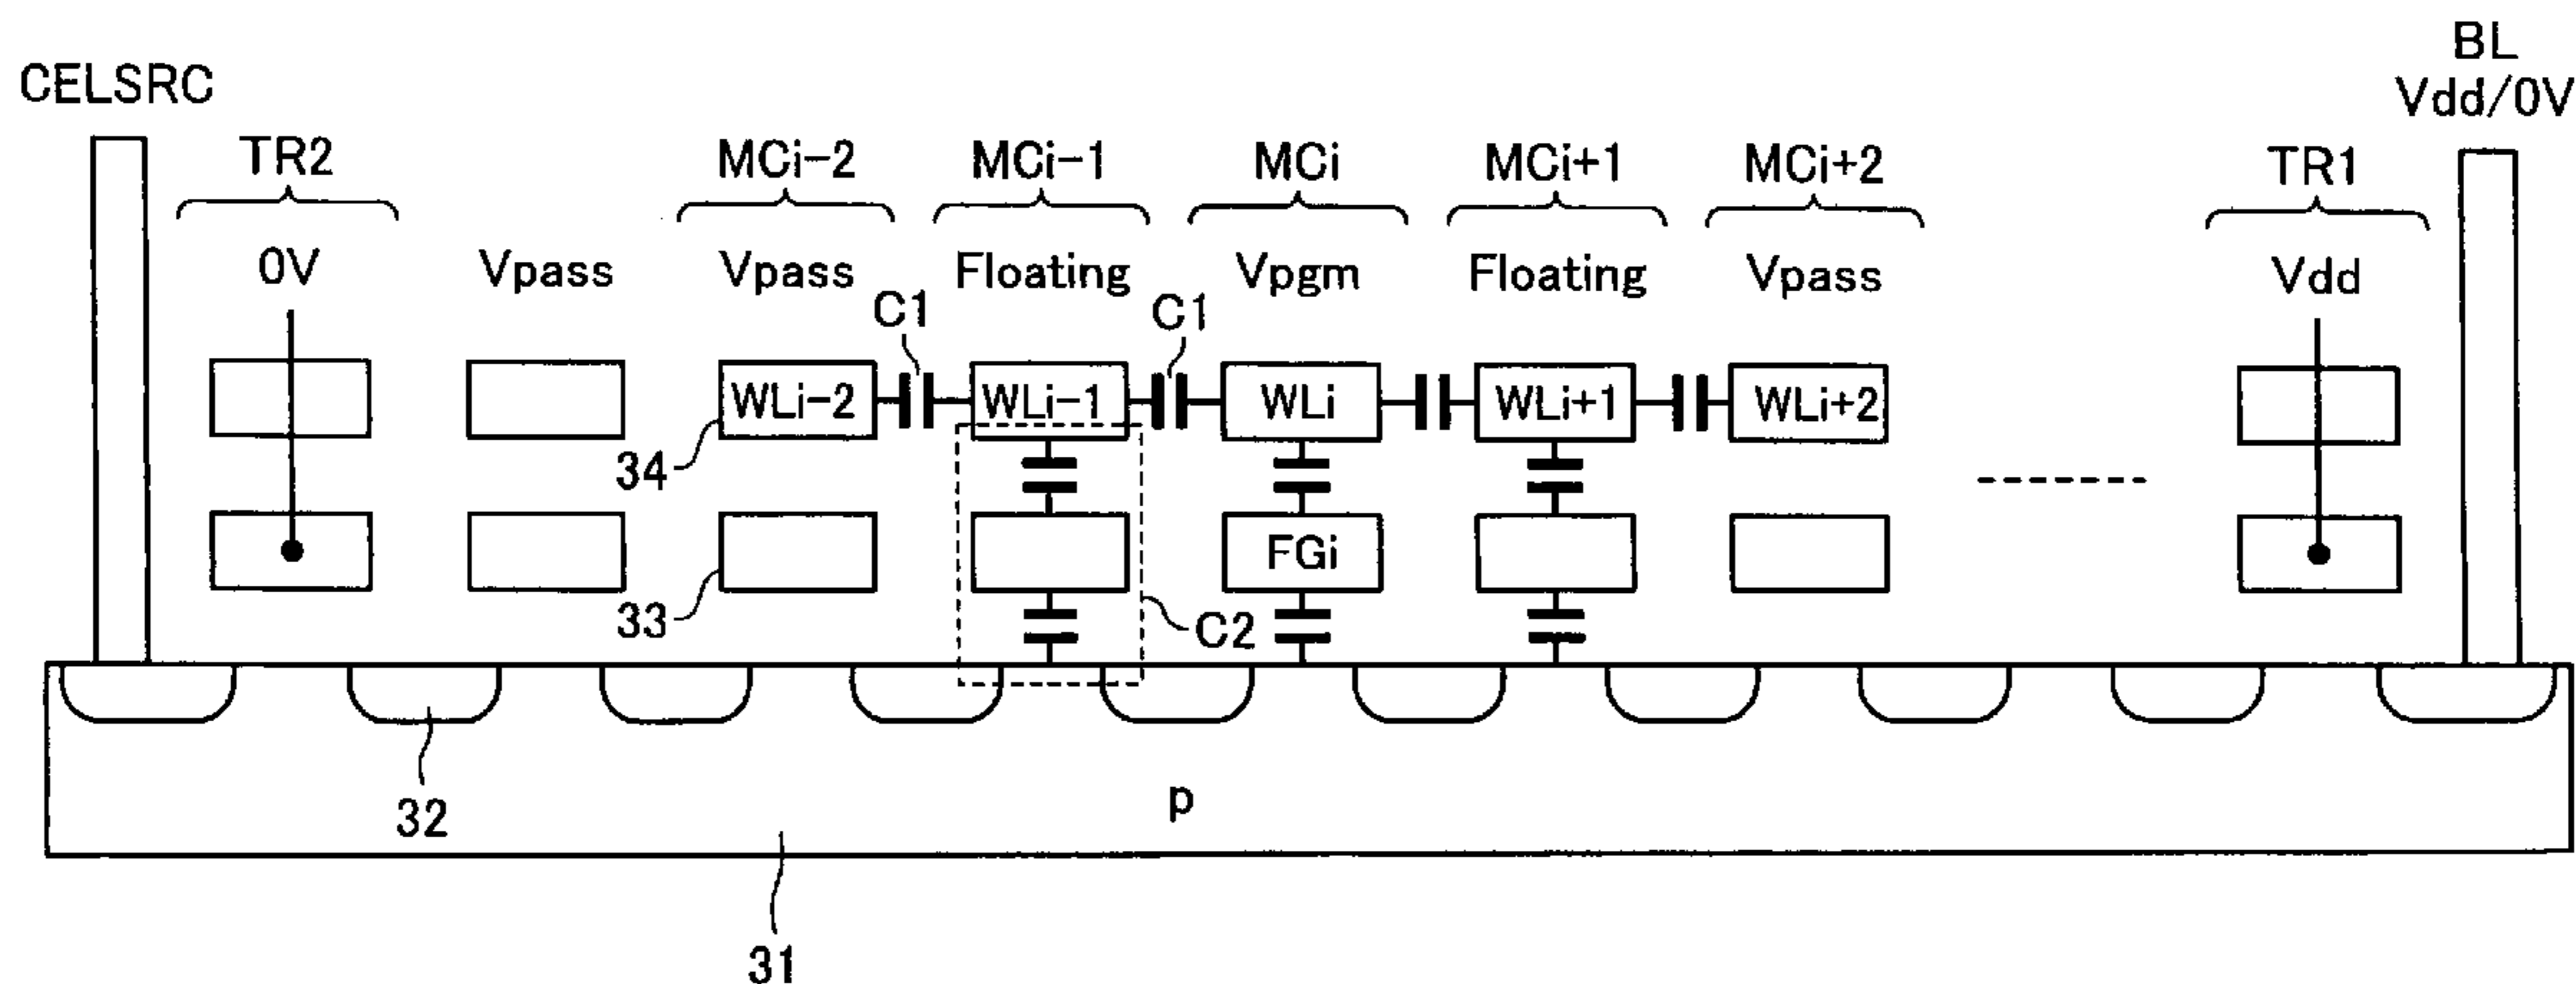 CELSRC
BL
Vdd/0V
TR2
MCi-2
MCi-1
MCi
MCi+1
MCi+2
TR1
0V
Vpass
Vpass
Floating
Vpgm
Floating
Vpass
Vdd
C1
C1
WLi-2
WLi-1
WLi
WLi+1
WLi+2
34
FGi
33
C2
32
p
31